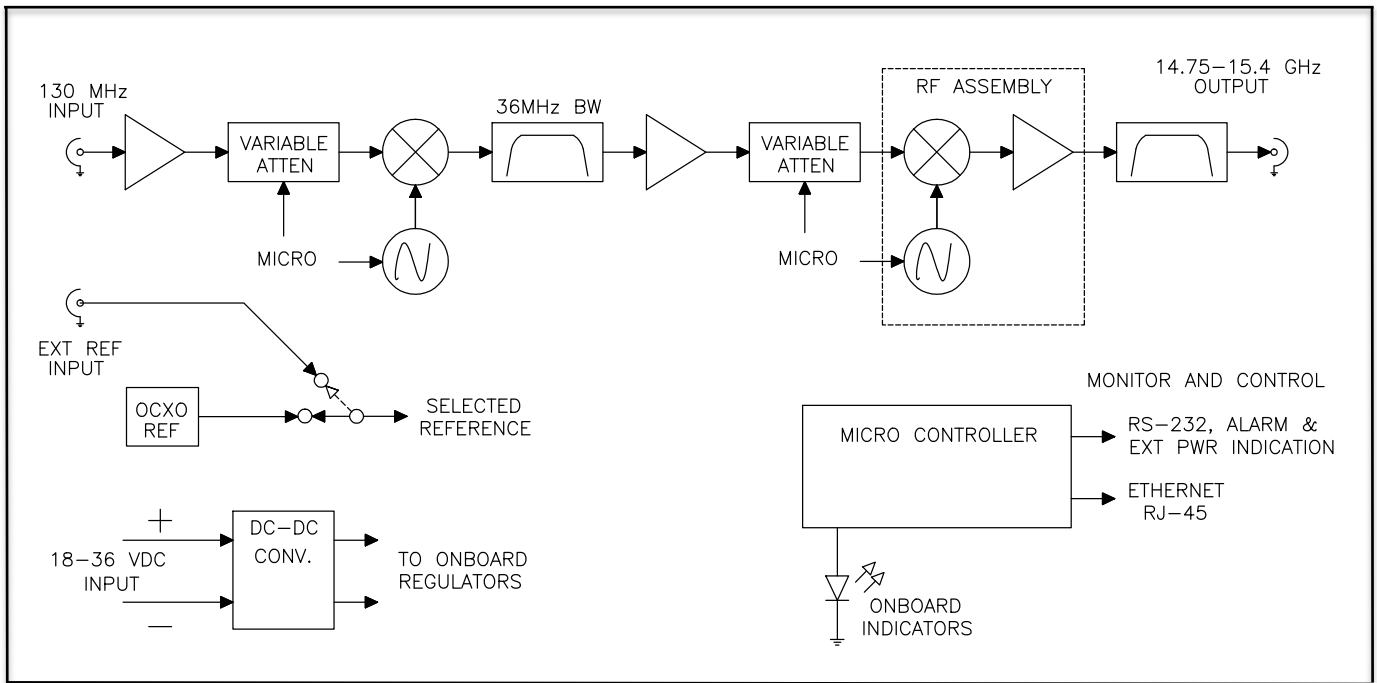 130 MHz
INPUT
VARIABLE
ATTEN
MICRO
36MHz BW
VARIABLE
ATTEN
MICRO
RF ASSEMBLY
14.75-15.4 GHz
OUTPUT
EXT REF
INPUT
OCXO
REF
SELECTED
REFERENCE
MONITOR AND CONTROL
MICRO CONTROLLER
RS-232, ALARM &
EXT PWR INDICATION
ETHERNET
RJ-45
ONBOARD
INDICATORS
+
18-36 VDC
INPUT
-
DC-DC
CONV.
TO ONBOARD
REGULATORS